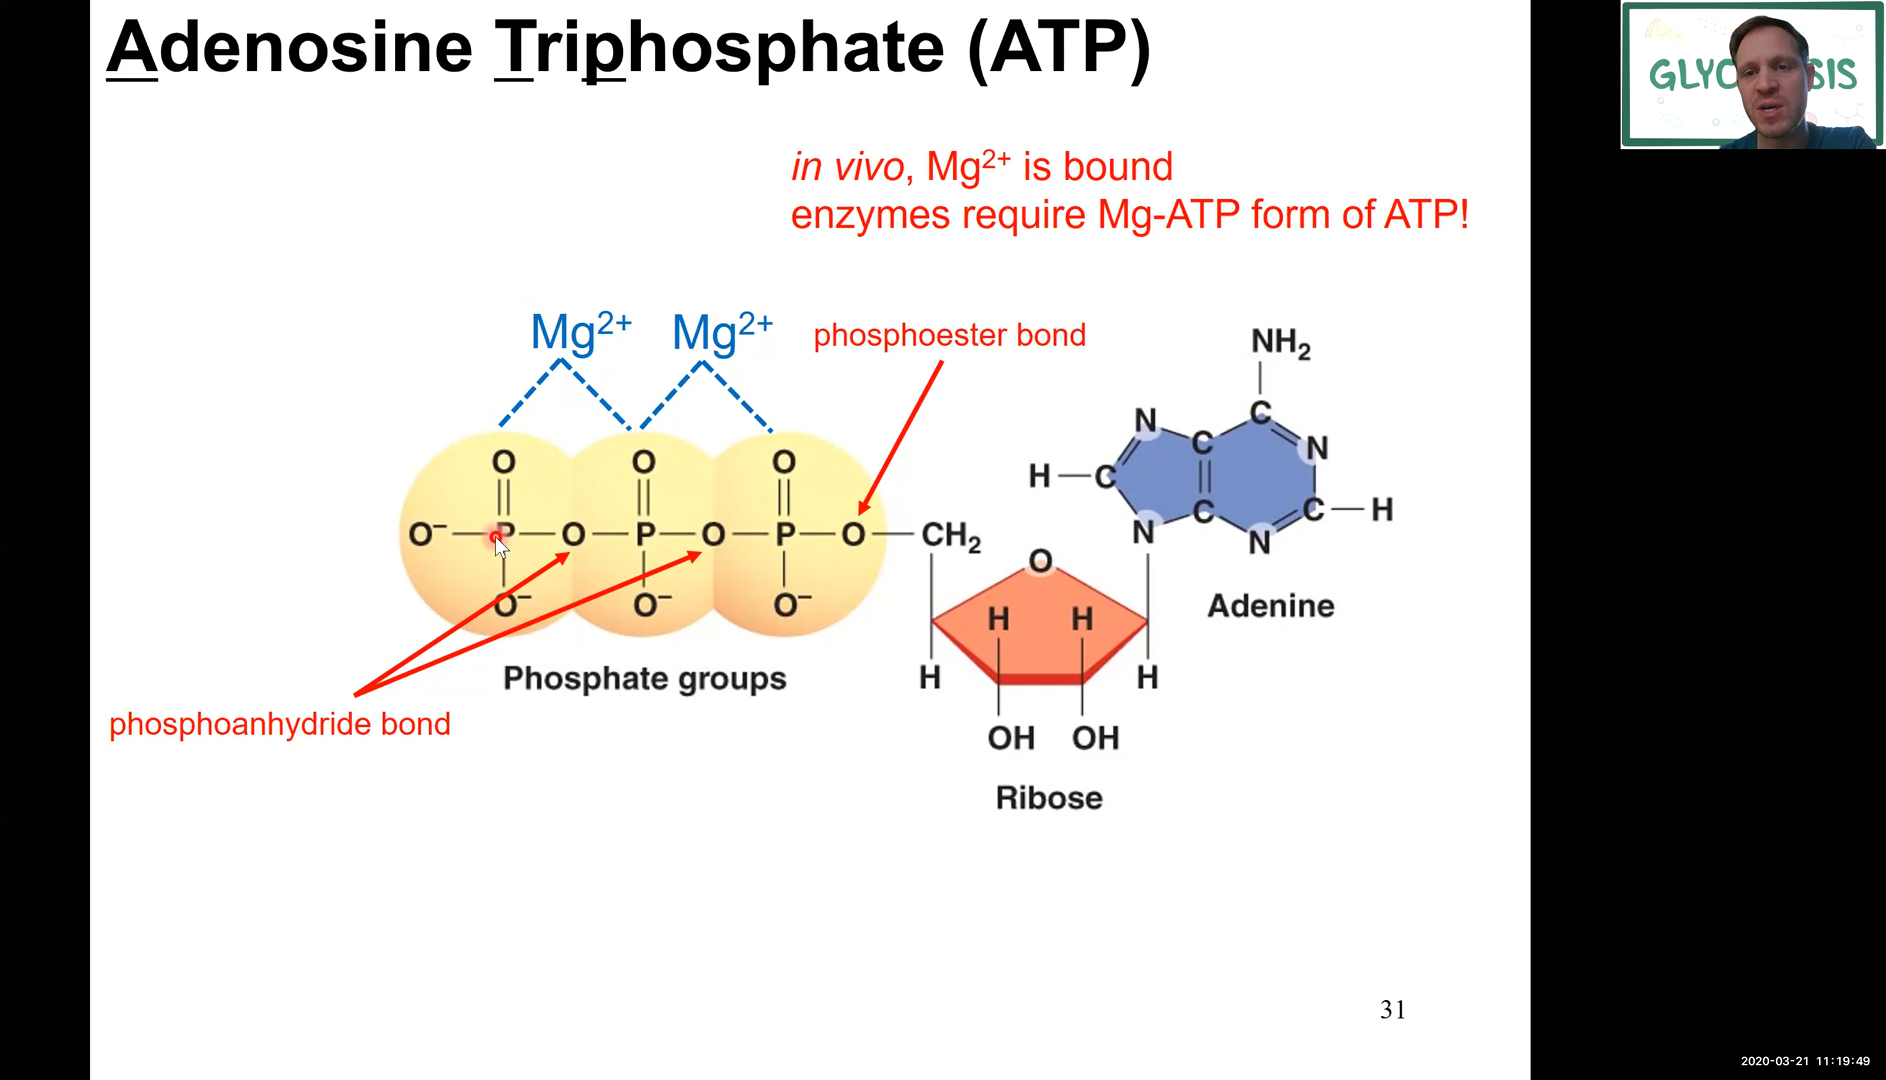 Adenosine Triphosphate (ATP)
GLYC SIS
in vivo, Mg²⁺ is bound
enzymes require Mg-ATP form of ATP!
Mg²⁺ Mg²⁺
phosphoester bond
NH₂
N C N
H C C H
C N N
O O O
O⁻ P O P O P O CH₂
O⁻ O⁻ O⁻
O
H H
H H
OH OH
Adenine
Phosphate groups
phosphoanhydride bond
Ribose
31
2020-03-21 11:19:49